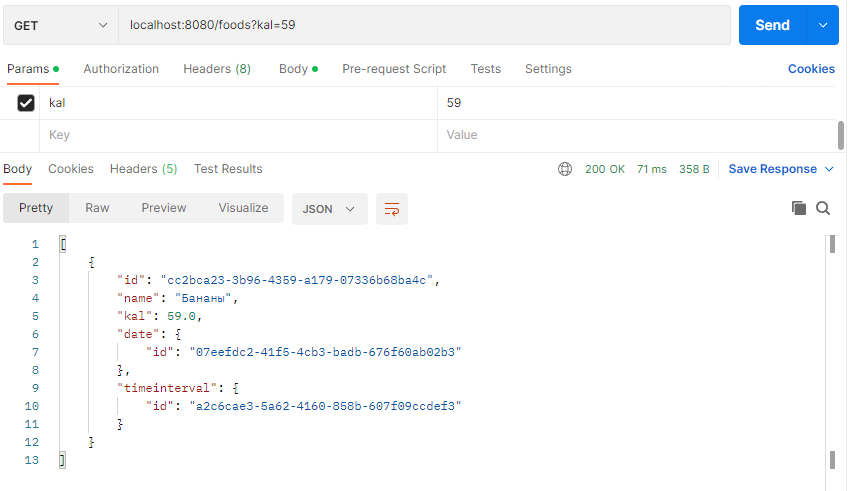 GET localhost:8080/foods?kal=59 Send
Params Authorization Headers (8) Body Pre-request Script Tests Settings Cookies
kal 59
Key Value
Body Cookies Headers (5) Test Results 200 OK 71 ms 358 B Save Response
Pretty Raw Preview Visualize JSON
1 [
2 {
3 "id": "cc2bca23-3b96-4359-a179-07336b68ba4c",
4 "name": "Бананы",
5 "kal": 59.0,
6 "date": {
7 "id": "07eefdc2-41f5-4cb3-badb-676f60ab02b3"
8 },
9 "timeinterval": {
10 "id": "a2c6cae3-5a62-4160-858b-607f09ccdef3"
11 }
12 }
13 ]